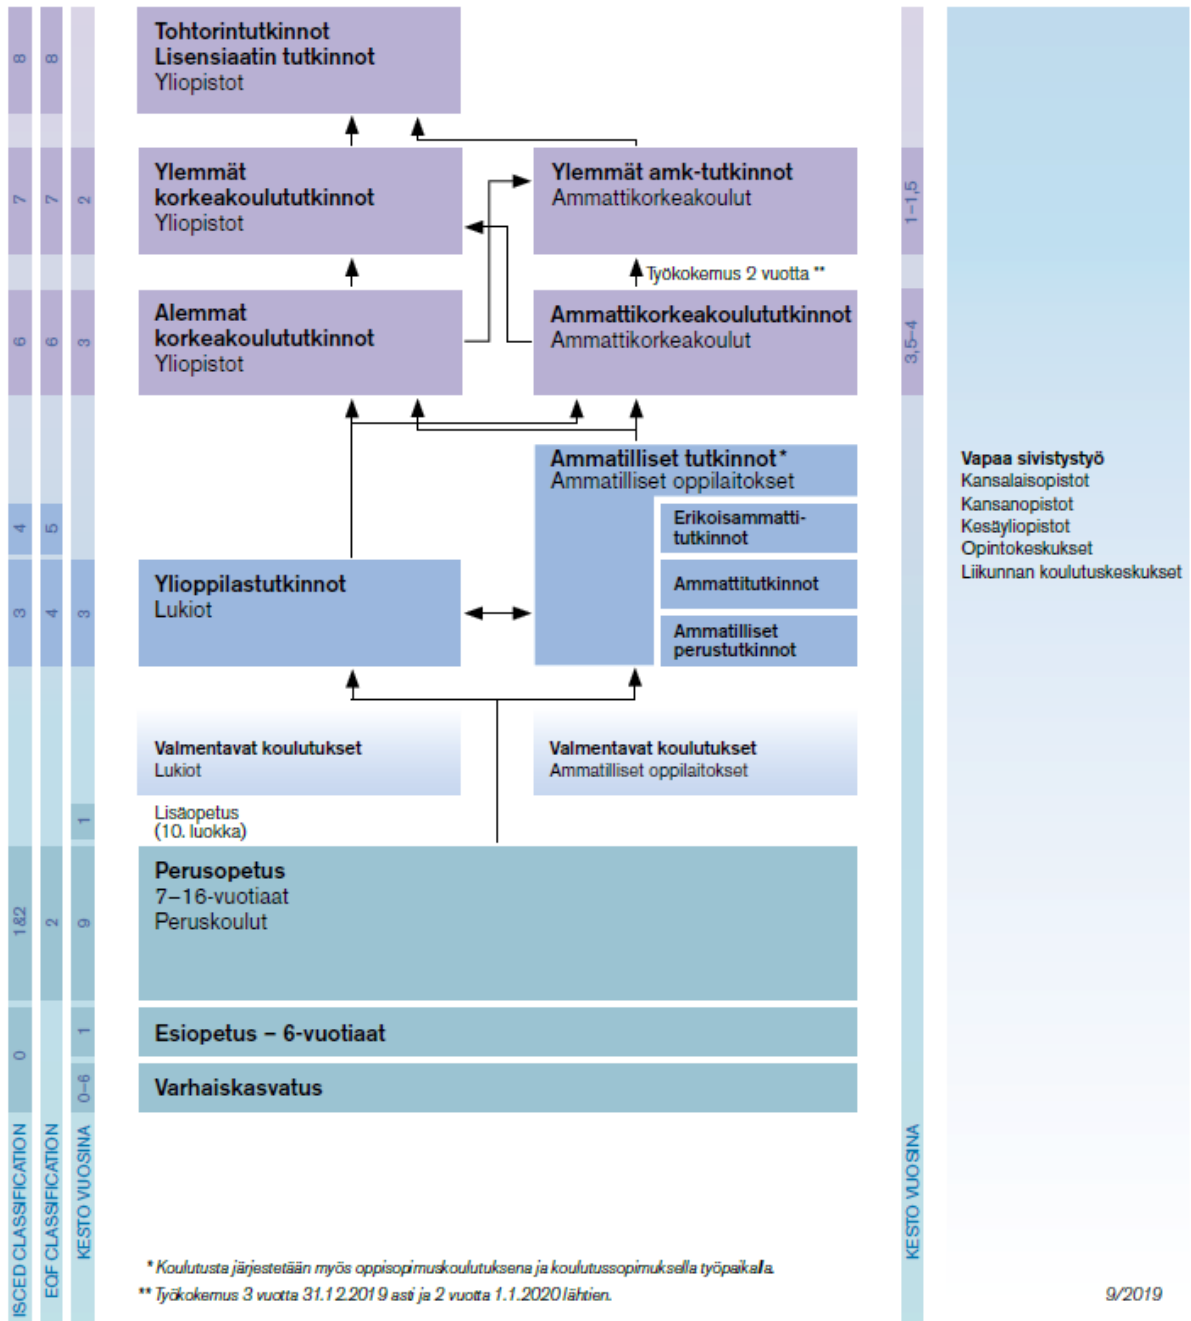 Tohtorintutkinnot
Lisensiaatin tutkinnot
Yliopistot
8
8
Ylemmät
korkeakoulututkinnot
Yliopistot
Ylemmät amk-tutkinnot
Ammattikorkeakoulut
7
7
2
1–1,5
Työkokemus 2 vuotta **
Alemmat
korkeakoulututkinnot
Yliopistot
Ammattikorkeakoulututkinnot
Ammattikorkeakoulut
6
6
3
3,5–4
Ammatilliset tutkinnot *
Ammatilliset oppilaitokset
Erikoisammatti-
tutkinnot
Ammattitutkinnot
Ammatilliset
perustutkinnot
4
5
Ylioppilastutkinnot
Lukiot
3
4
3
Vapaa sivistystyö
Kansalaisopistot
Kansanopistot
Kesäyliopistot
Opintokeskukset
Liikunnan koulutuskeskukset
Valmentavat koulutukset
Lukiot
Valmentavat koulutukset
Ammatilliset oppilaitokset
Lisäopetus
(10. luokka)
1
Perusopetus
7–16-vuotiaat
Peruskoulut
1&2
2
9
Esiopetus – 6-vuotiaat
1
0
Varhaiskasvatus
0–6
ISCED CLASSIFICATION
EQF CLASSIFICATION
KESTO VUOSINA
KESTO VUOSINA
* Koulutusta järjestetään myös oppisopimuskoulutuksena ja koulutussopimuksella työpaikalla.
** Työkokemus 3 vuotta 31.12.2019 asti ja 2 vuotta 1.1.2020 lähtien.
9/2019